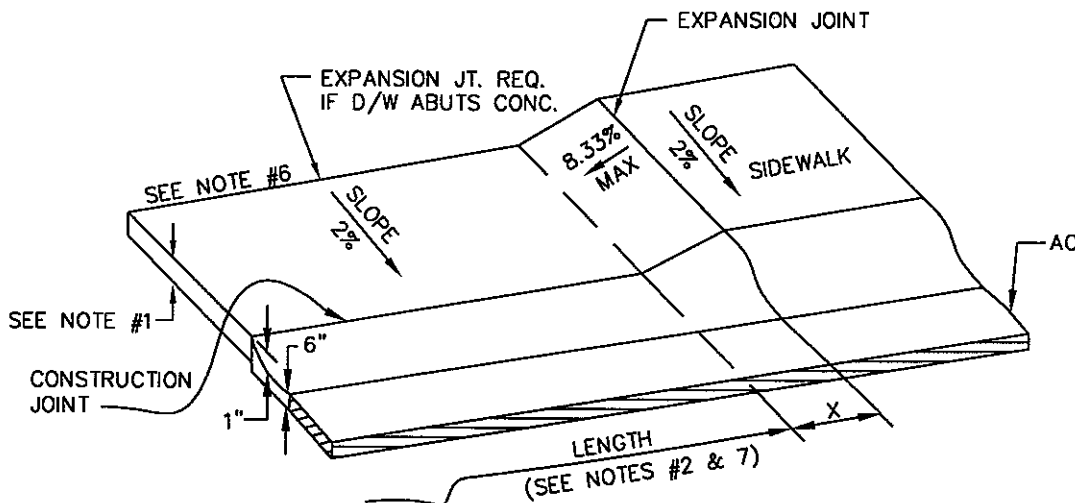 EXPANSION JOINT
EXPANSION JT. REQ.
IF D/W ABUTS CONC.
8.33%
MAX
SLOPE
2%
SIDEWALK
SEE NOTE #6
SLOPE
2%
AC
SEE NOTE #1
6"
CONSTRUCTION
JOINT
1"
X
LENGTH
(SEE NOTES #2 & 7)